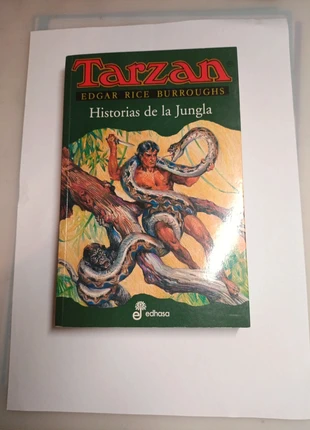 Tarzan
EDGAR RICE BURROUGHS
Historias de la Jungla
edhasa